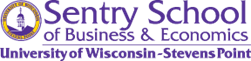 Sentry School
of Business & Economics
University of Wisconsin-Stevens Point